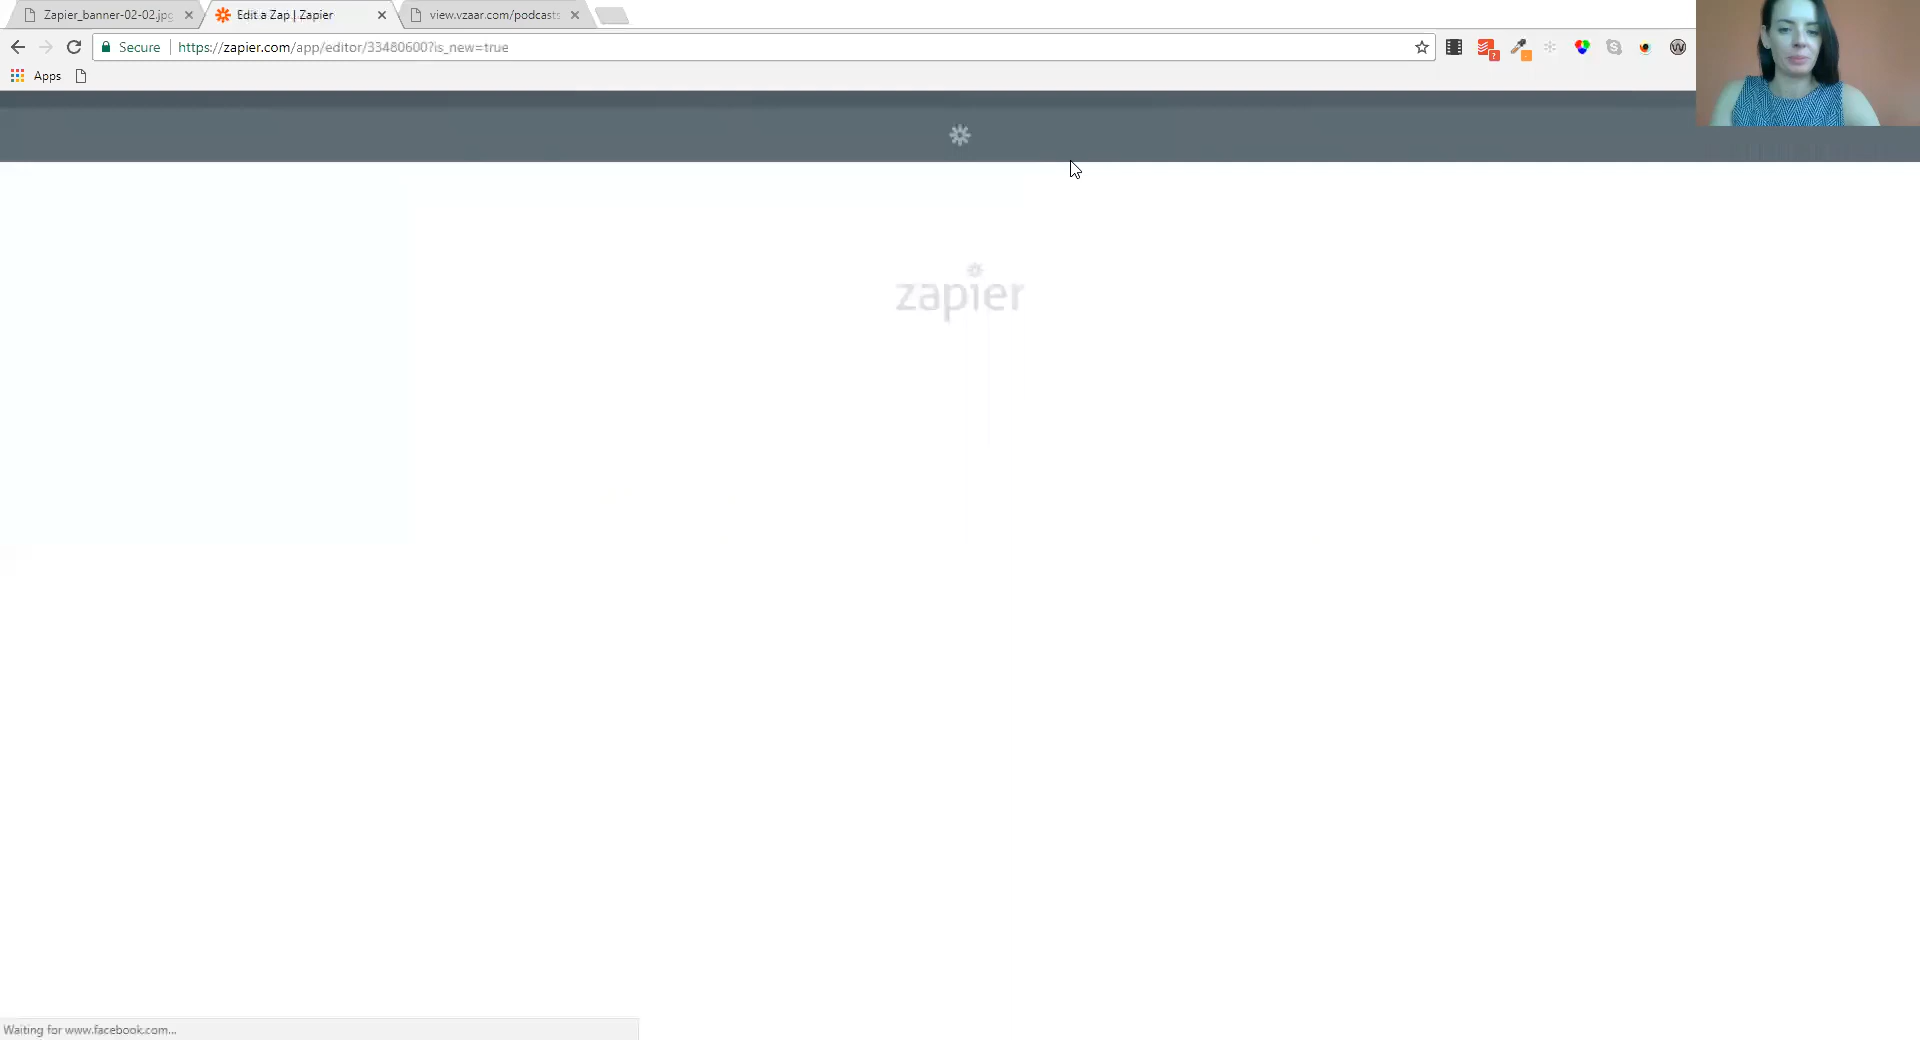 Zapier_banner-02-02.jpg
Edit a Zap | Zapier
view.vzaar.com/podcasts
Secure
https://zapier.com/app/editor/33480600?is_new=true
Apps
zapier
Waiting for www.facebook.com...